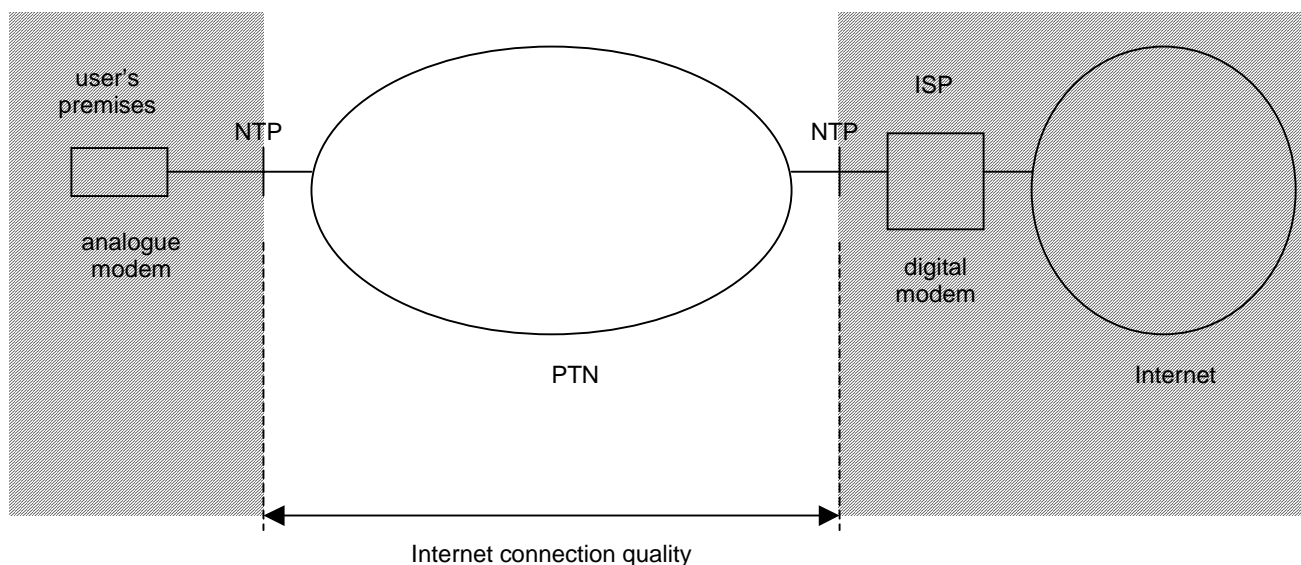 user's
premises
NTP
analogue
modem
PTN
NTP
ISP
digital
modem
Internet
Internet connection quality